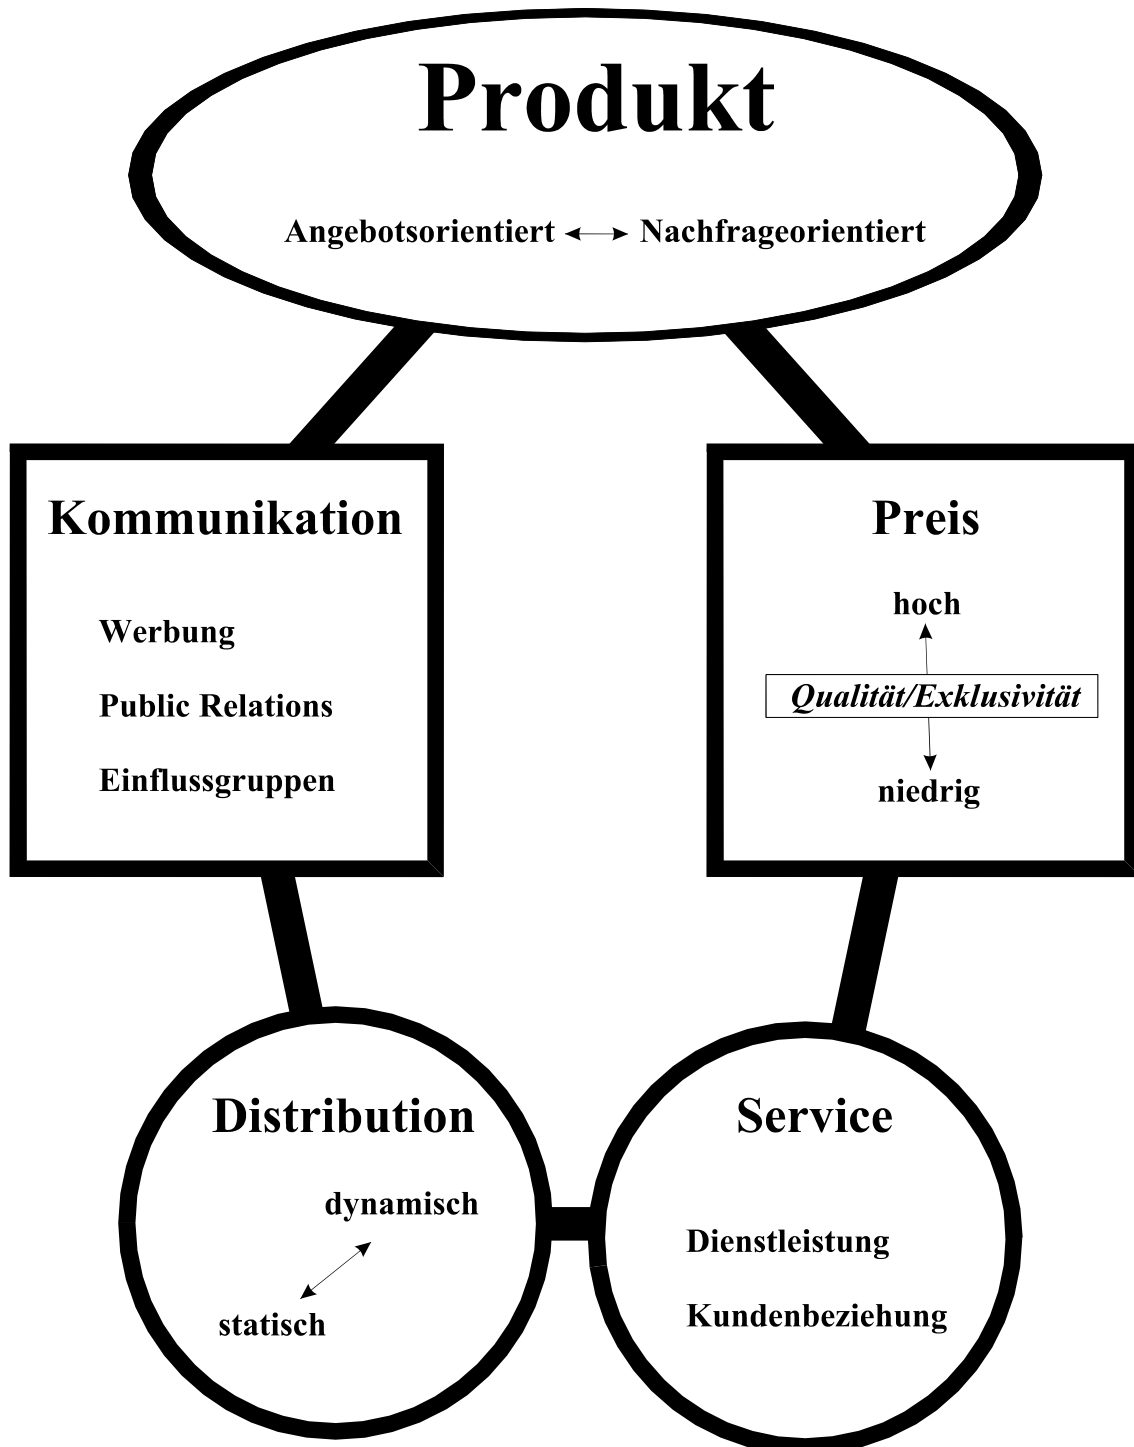 Produkt
Angebotsorientiert Nachfrageorientiert
Kommunikation
Werbung
Public Relations
Einflussgruppen
Preis
hoch
Qualität/Exklusivität
niedrig
Distribution
dynamisch
statisch
Service
Dienstleistung
Kundenbeziehung